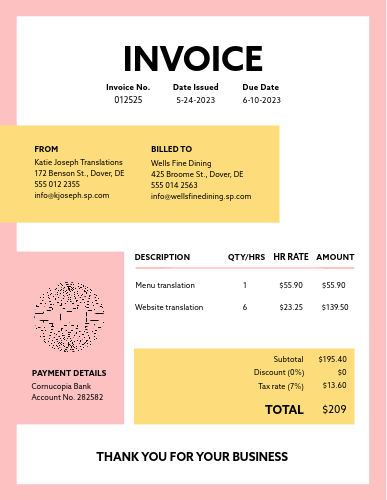 INVOICE
Invoice No. Date Issued Due Date
012525 5-24-2023 6-10-2023
FROM
Katie Joseph Translations
172 Benson St., Dover, DE
555 012 2355
info@kjoseph.sp.com
BILLED TO
Wells Fine Dining
425 Broome St., Dover, DE
555 014 2563
info@wellsfinedining.sp.com
DESCRIPTION QTY/HRS HR RATE AMOUNT
Menu translation 1 $55.90 $55.90
Website translation 6 $23.25 $139.50
PAYMENT DETAILS
Cornucopia Bank
Account No. 282582
Subtotal $195.40
Discount (0%) $0
Tax rate (7%) $13.60
TOTAL $209
THANK YOU FOR YOUR BUSINESS